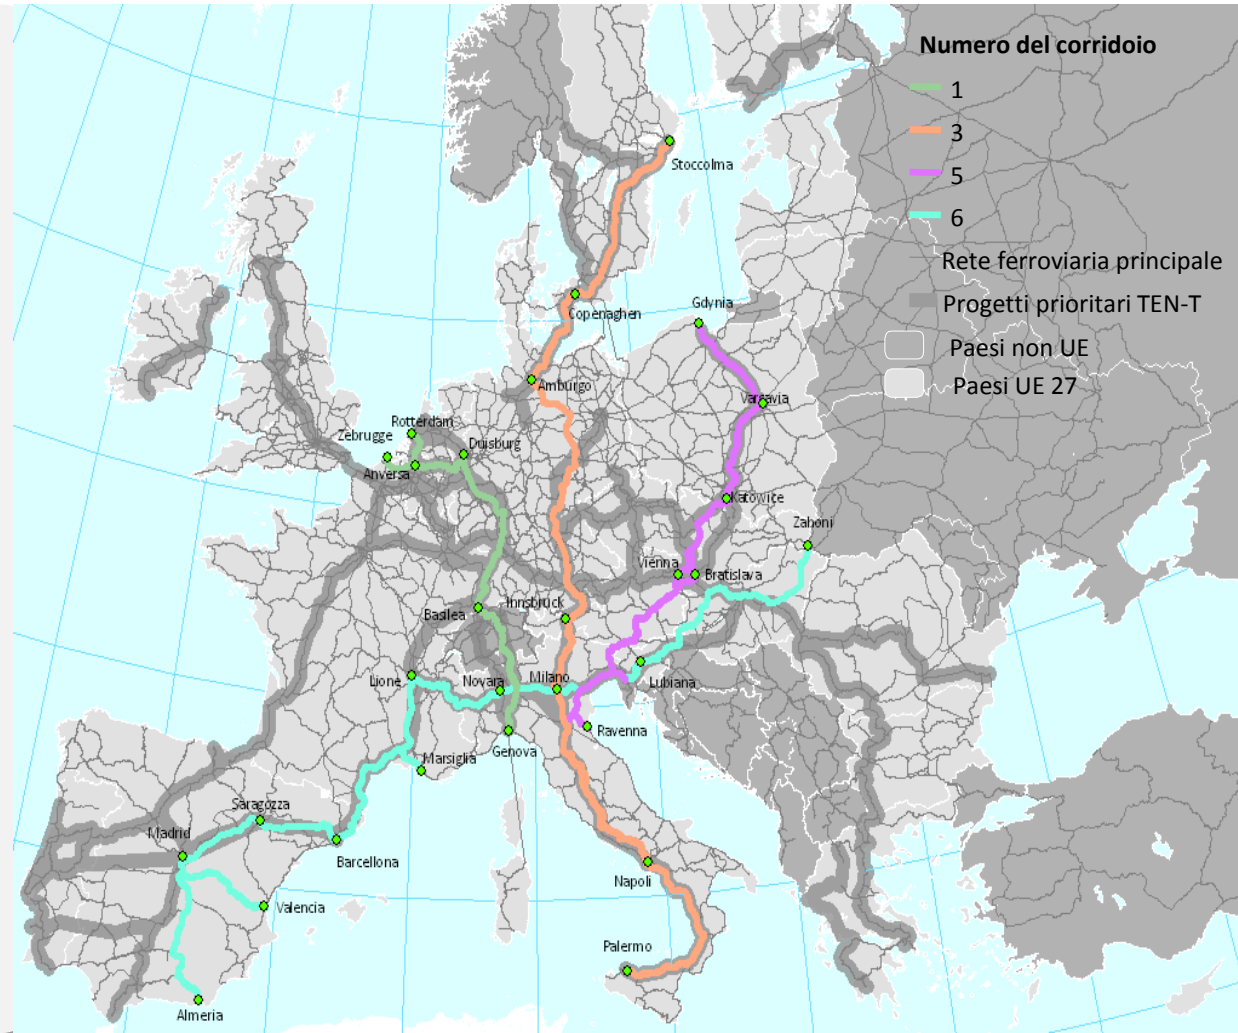 Numero del corridoio
1
3
5
6
Rete ferroviaria principale
Progetti prioritari TEN-T
Paesi non UE
Paesi UE 27
Stoccolma
Copenaghen
Gdynia
Amburgo
Varsavia
Rotterdam
Zebrugge
Duisburg
Anversa
Katowice
Zahoni
Vienna
Bratislava
Innsbruck
Basilea
Lione
Novara
Milano
Lubiana
Ravenna
Genova
Marsiglia
Saragozza
Madrid
Barcellona
Napoli
Valencia
Palermo
Almeria